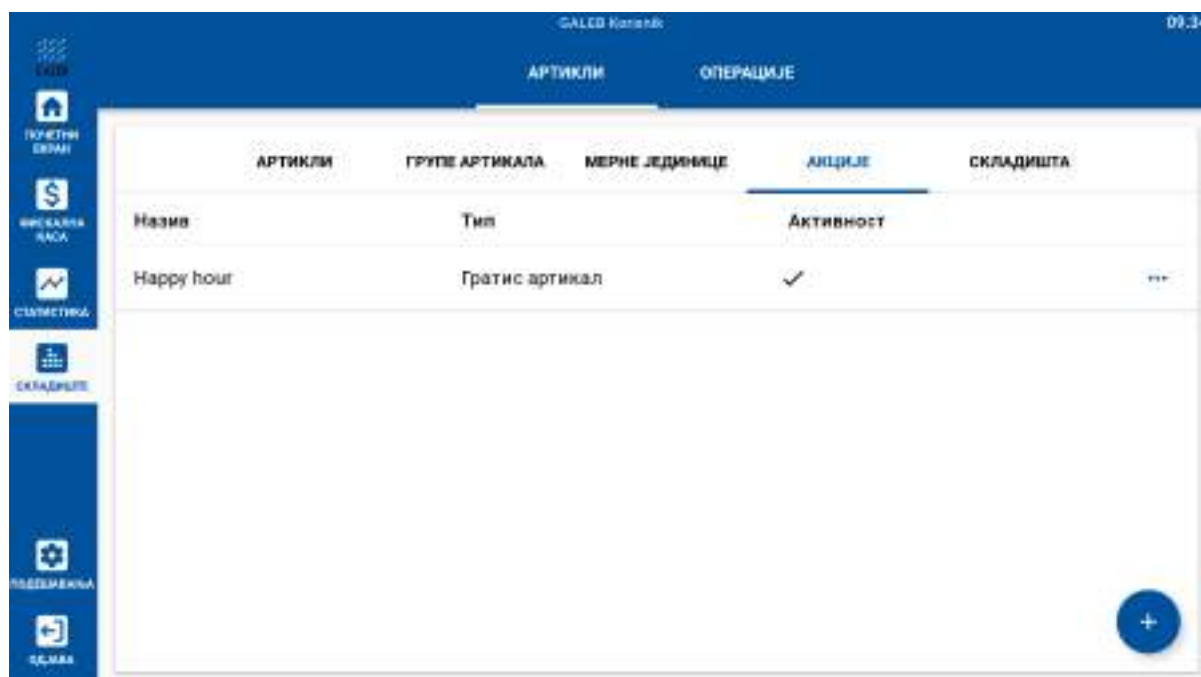 GALEB Korisnik
09.34
АРТИКЛИ ОПЕРАЦИЈЕ
ПОЧЕТНИ
ЕКРАН
ФИСКАЛНА
КАСА
СТАТИСТИКА
СКЛАДИШТЕ
ПОДЕШАВАЊА
ОДЈАВА
АРТИКЛИ ГРУПЕ АРТИКАЛА МЕРНЕ ЈЕДИНИЦЕ АКЦИЈЕ СКЛАДИШТА
Назив Тип Активност
Happy hour Гратис артикал